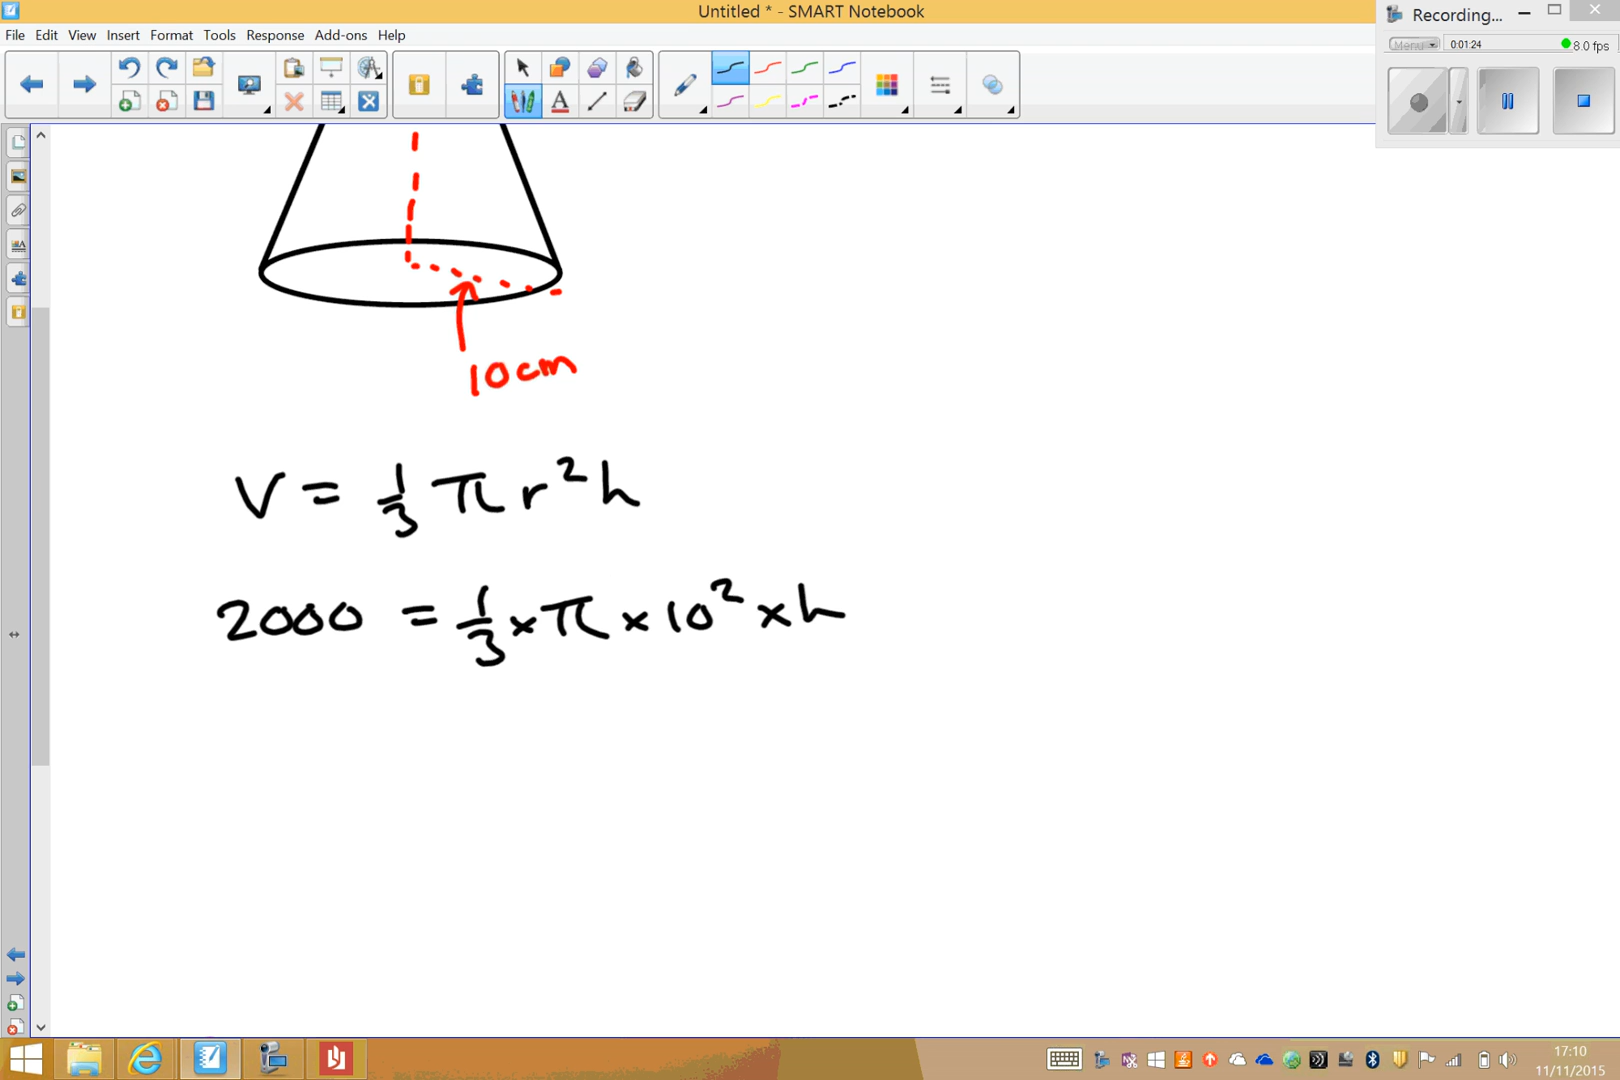 Untitled * - SMART Notebook
File Edit View Insert Format Tools Response Add-ons Help
Recording...
Menu 0:01:24 8.0 fps
10cm
V = 1/3 π r² h
2000 = 1/3 × π × 10² × h
17:10
11/11/2015